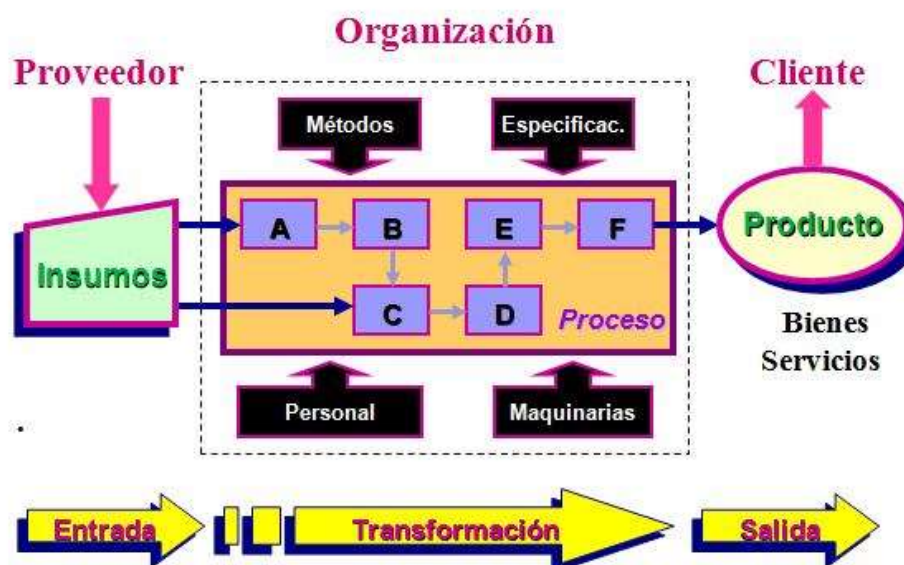 Organización
Proveedor
Cliente
Métodos
Especificac.
A
B
E
F
Insumos
Producto
C
D
Proceso
Bienes
Servicios
Personal
Maquinarias
.
Entrada
Transformación
Salida